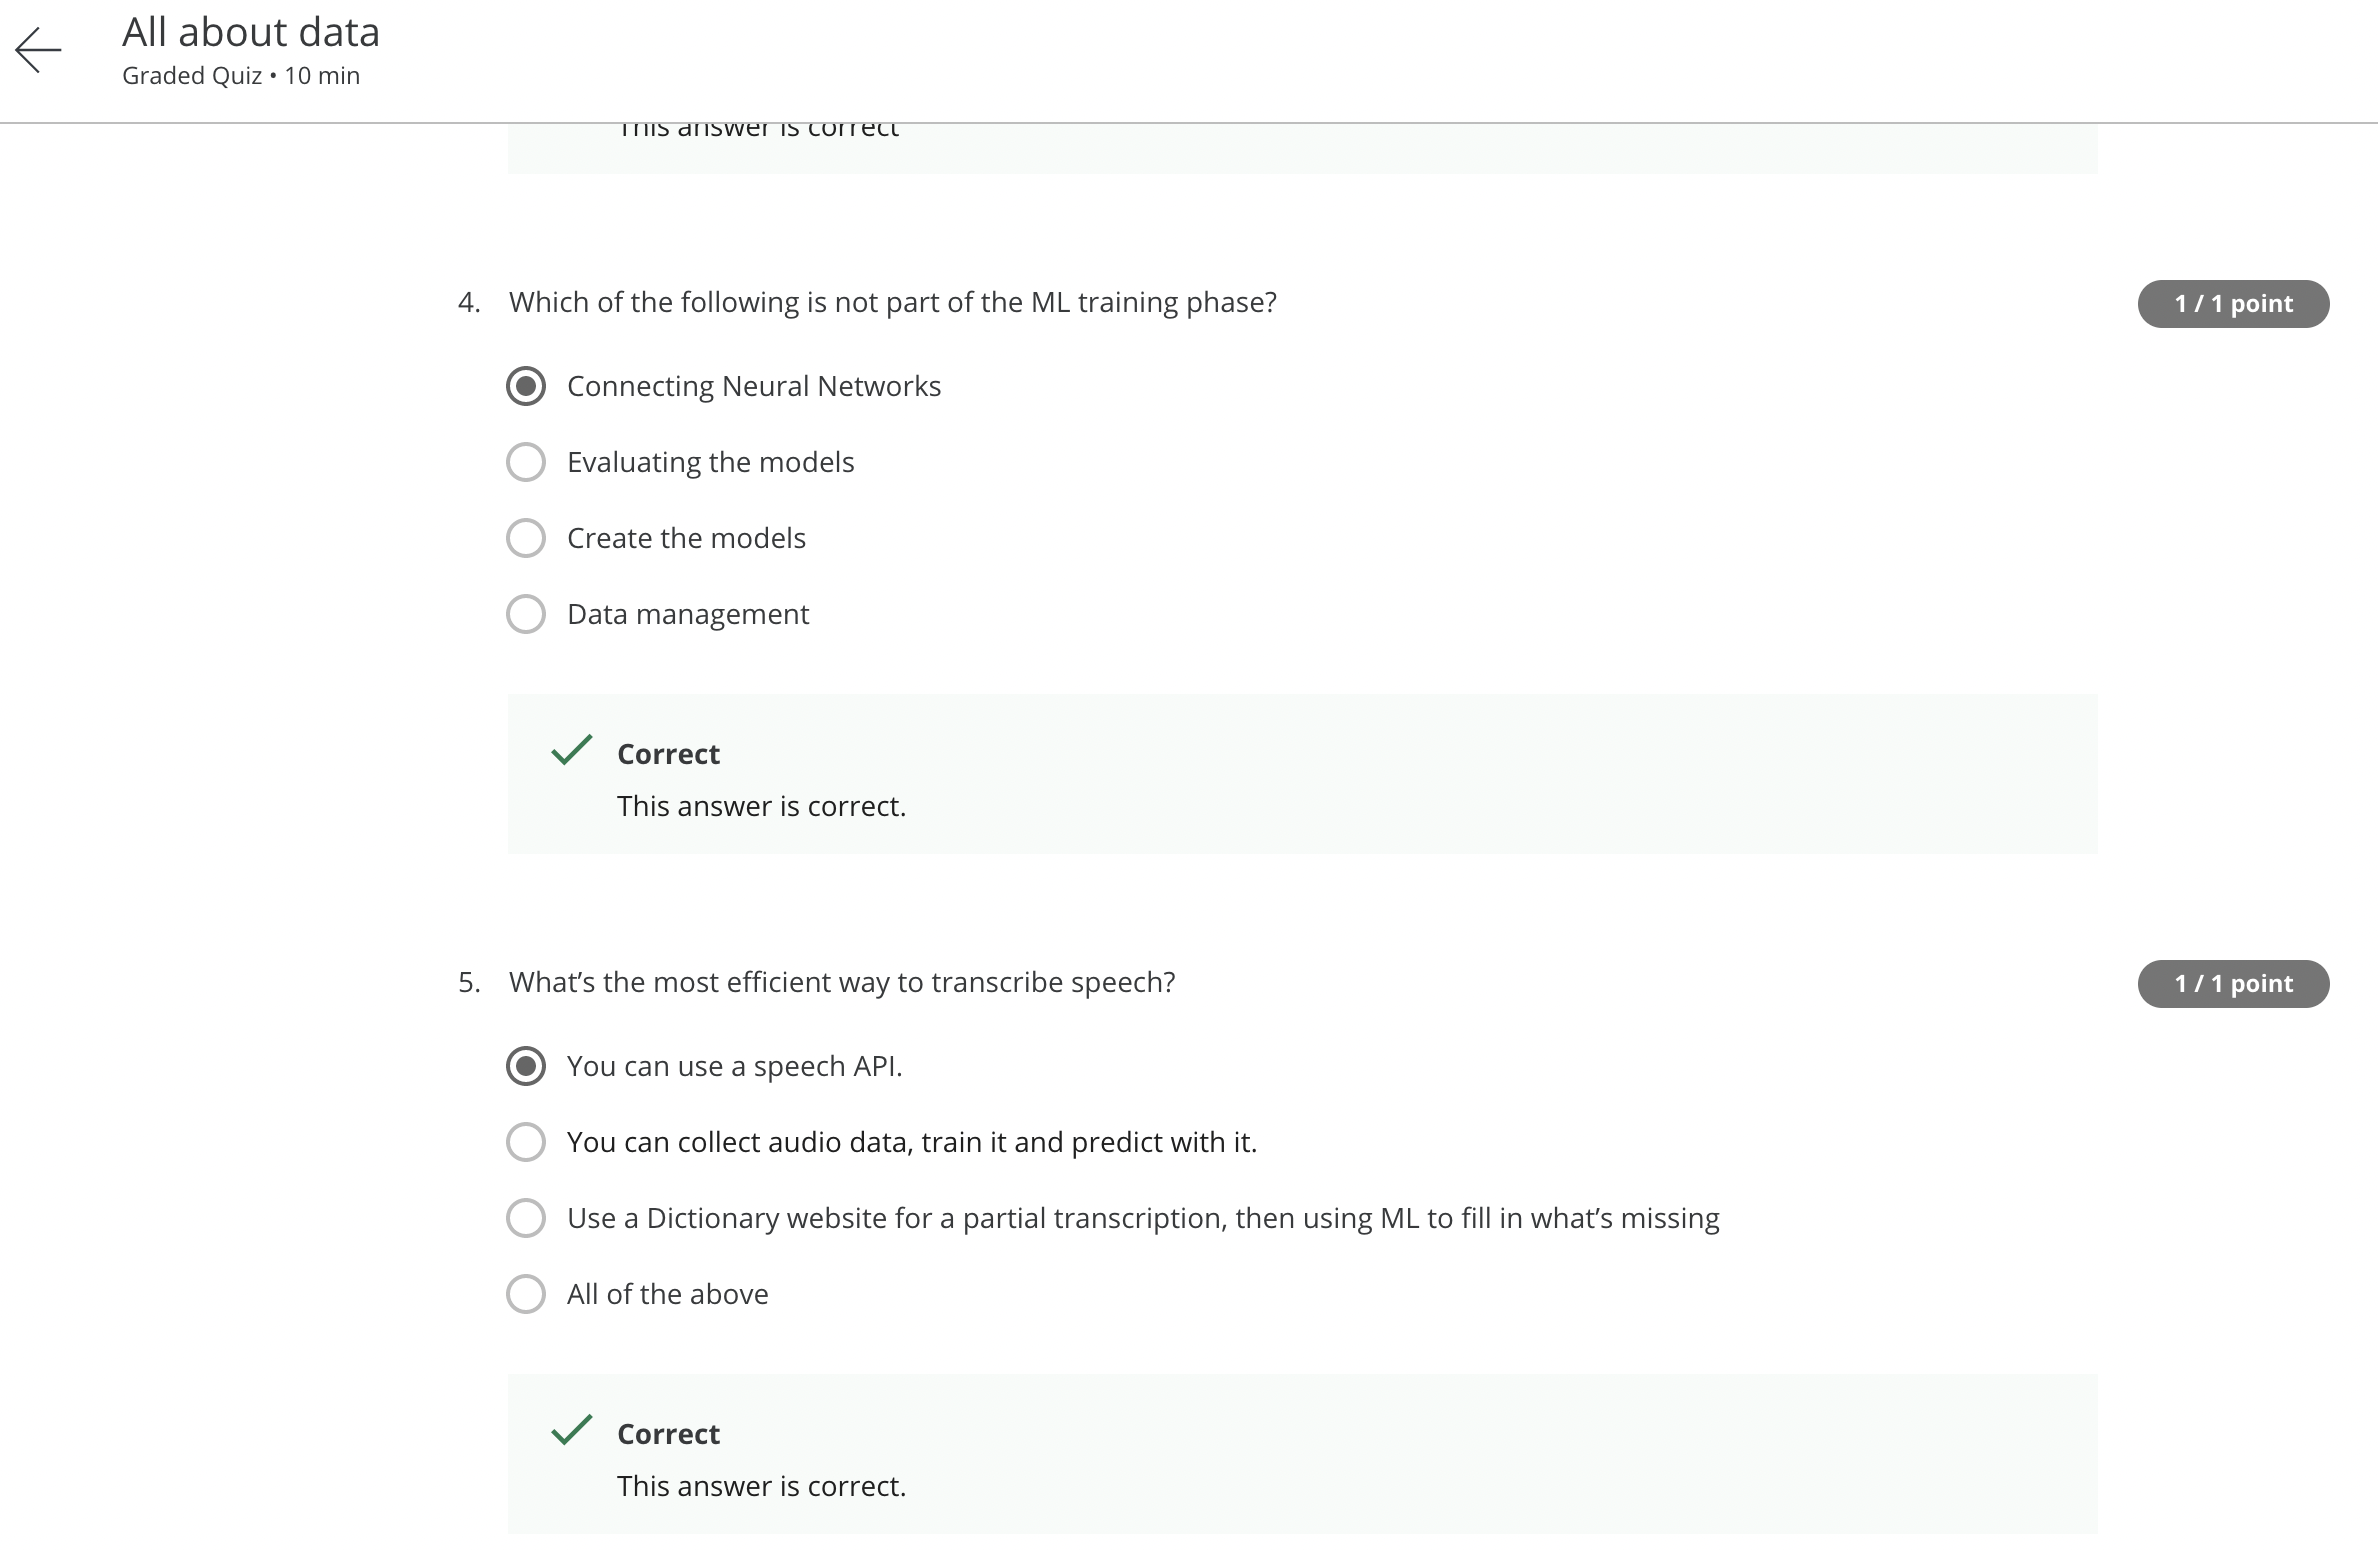 All about data
Graded Quiz • 10 min
This answer is correct
4. Which of the following is not part of the ML training phase?
1 / 1 point
Connecting Neural Networks
Evaluating the models
Create the models
Data management
Correct
This answer is correct.
5. What’s the most efficient way to transcribe speech?
1 / 1 point
You can use a speech API.
You can collect audio data, train it and predict with it.
Use a Dictionary website for a partial transcription, then using ML to fill in what’s missing
All of the above
Correct
This answer is correct.